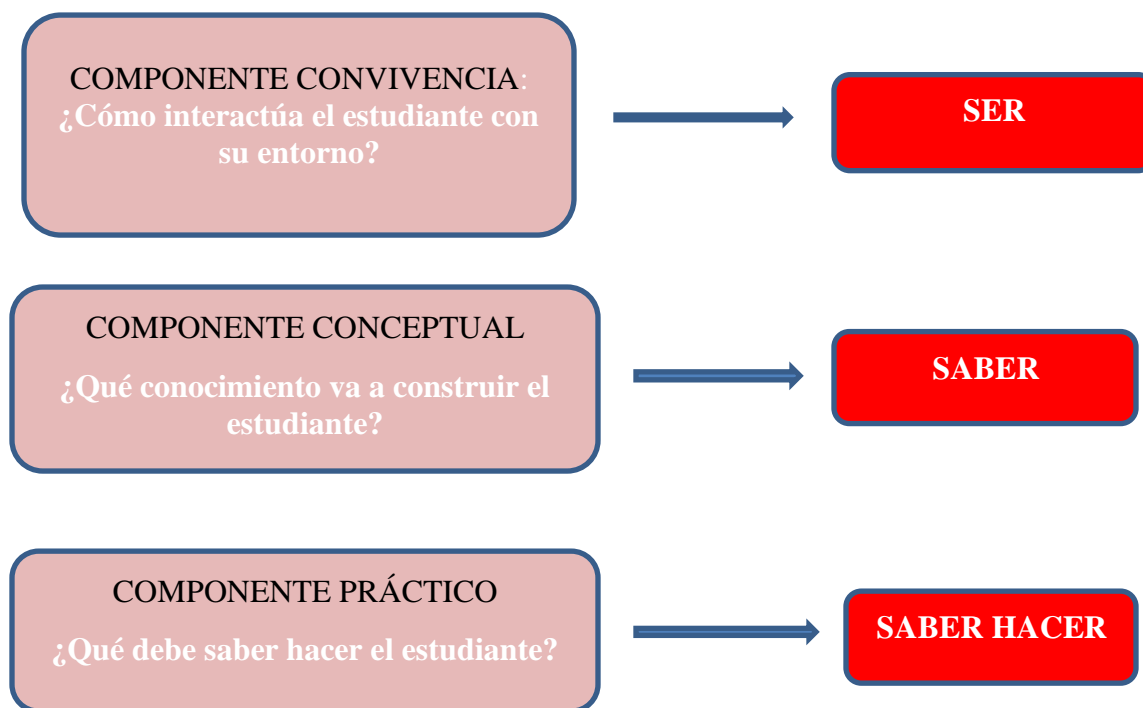 COMPONENTE CONVIVENCIA:
¿Cómo interactúa el estudiante con
su entorno?
SER
COMPONENTE CONCEPTUAL
¿Qué conocimiento va a construir el
estudiante?
SABER
COMPONENTE PRÁCTICO
¿Qué debe saber hacer el estudiante?
SABER HACER